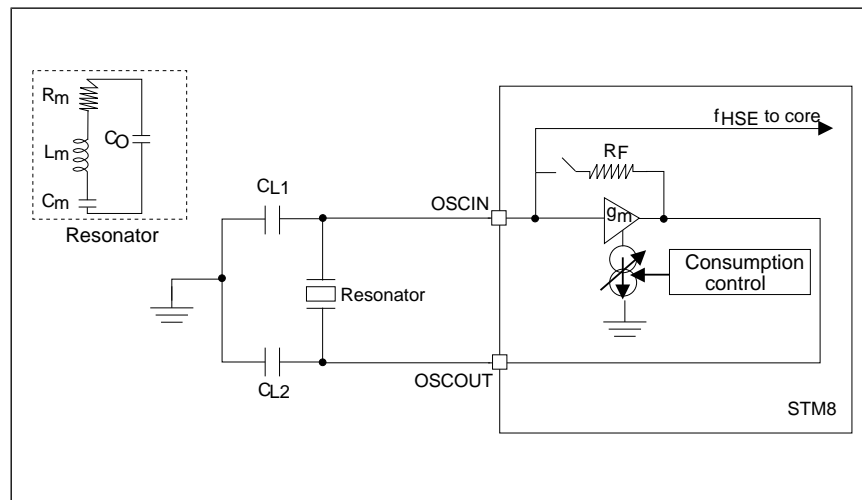 Rm
Lm
CO
Cm
Resonator
fHSE to core
RF
CL1
OSCIN
gm
Resonator
Consumption
control
CL2
OSCOUT
STM8